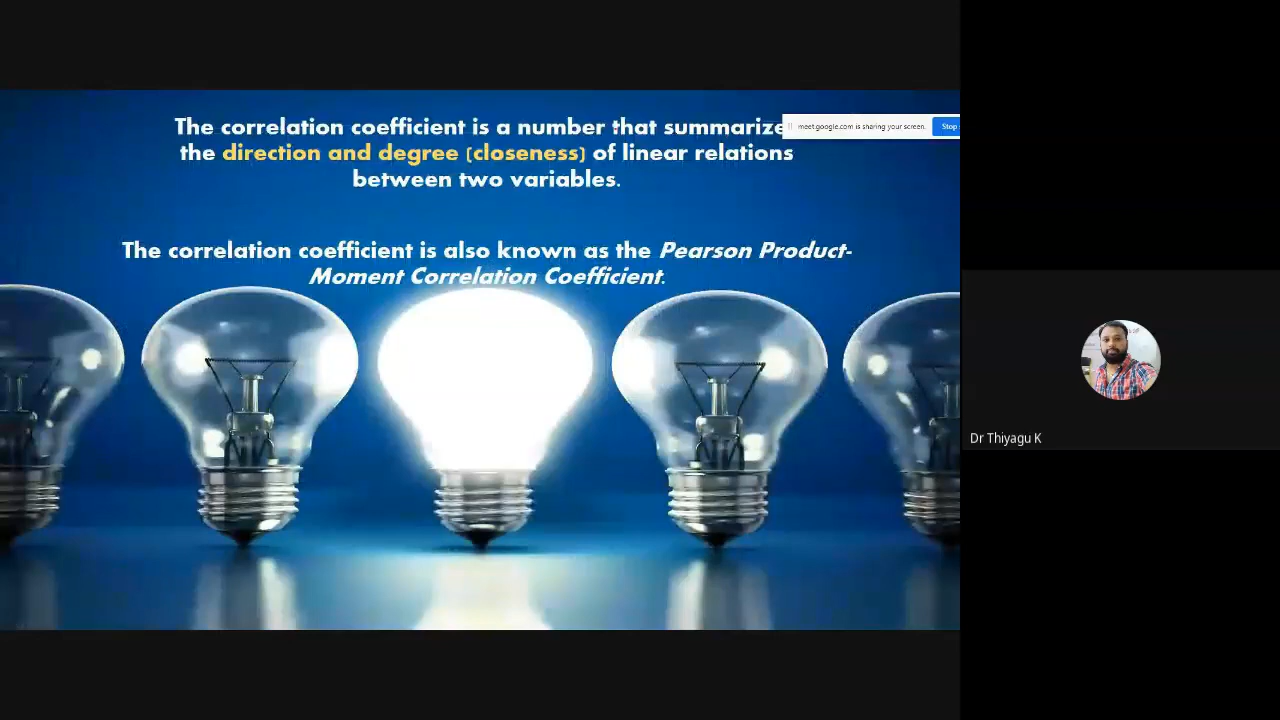 The correlation coefficient is a number that summarize
the direction and degree (closeness) of linear relations
between two variables.
The correlation coefficient is also known as the Pearson Product-
Moment Correlation Coefficient.
meet.google.com is sharing your screen.
Stop
Dr Thiyagu K